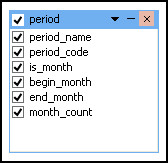 period
period_name
period_code
is_month
begin_month
end_month
month_count